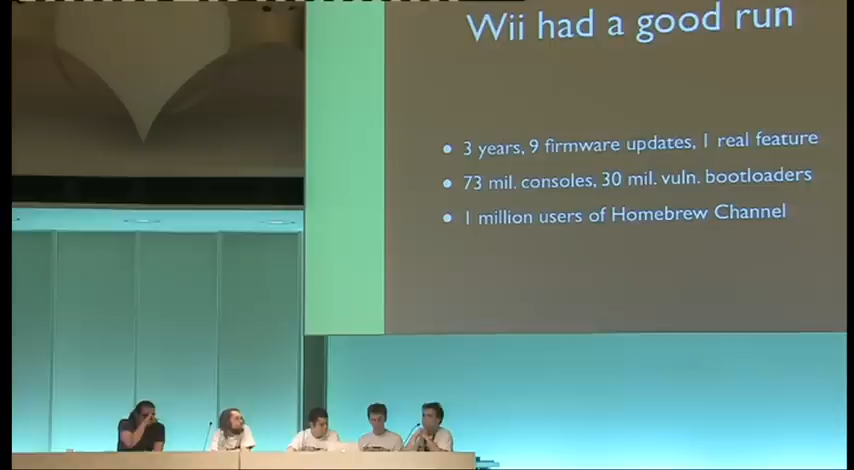 Wii had a good run
• 3 years, 9 firmware updates, 1 real feature
• 73 mil. consoles, 30 mil. vuln. bootloaders
• 1 million users of Homebrew Channel